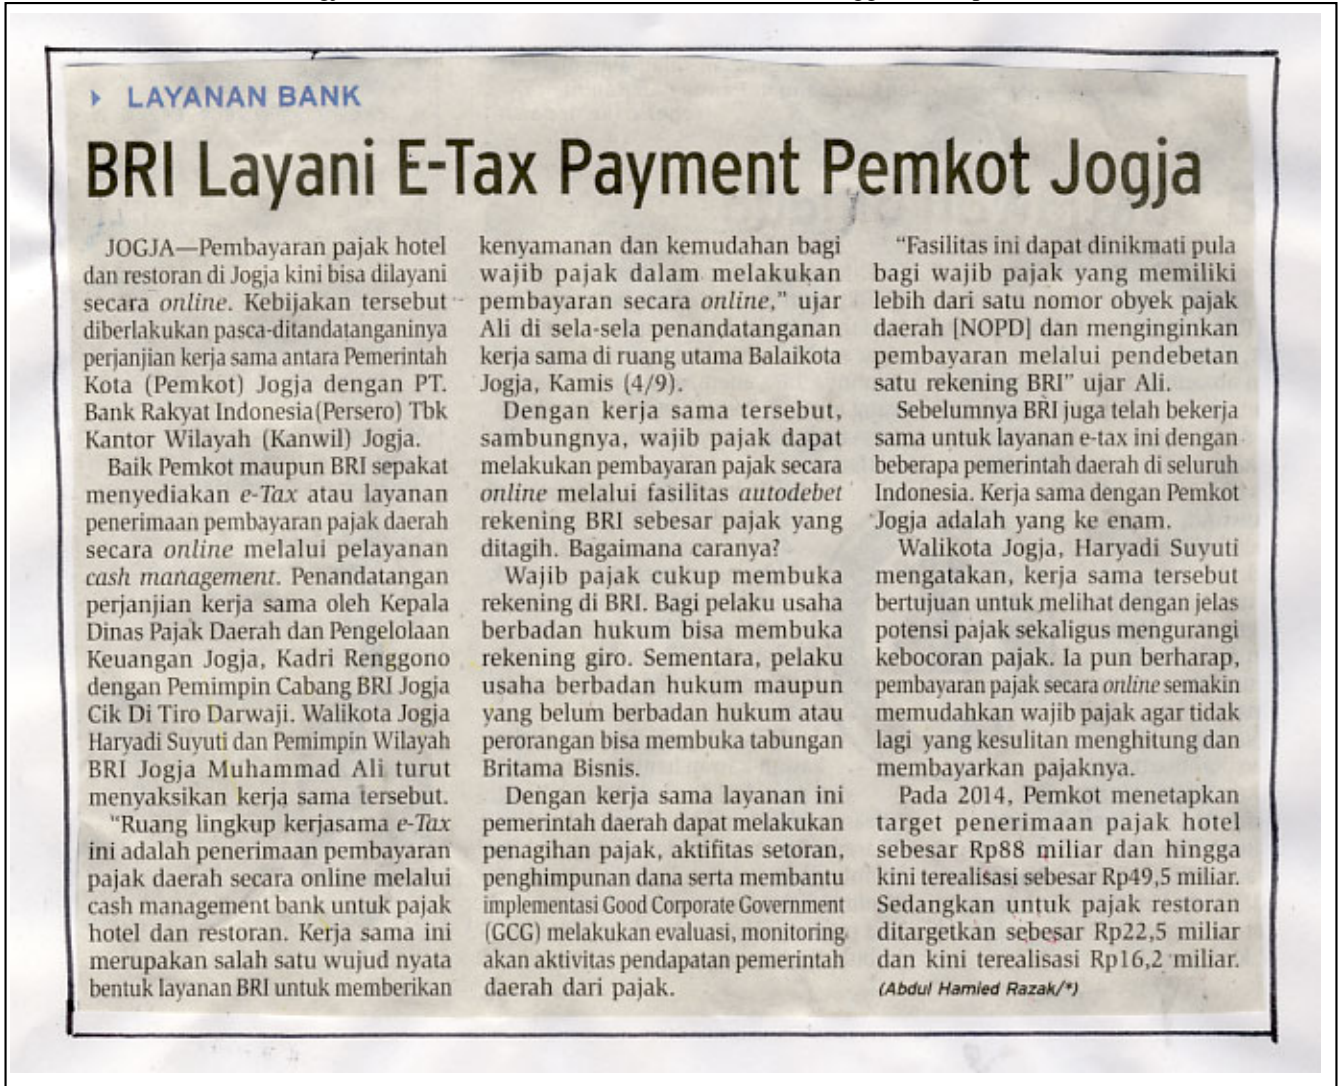 LAYANAN BANK
BRI Layani E-Tax Payment Pemkot Jogja
JOGJA—Pembayaran pajak hotel
dan restoran di Jogja kini bisa dilayani
secara online. Kebijakan tersebut
diberlakukan pasca-ditandatanganinya
perjanjian kerja sama antara Pemerintah
Kota (Pemkot) Jogja dengan PT.
Bank Rakyat Indonesia (Persero) Tbk
Kantor Wilayah (Kanwil) Jogja.
Baik Pemkot maupun BRI sepakat
menyediakan e-Tax atau layanan
penerimaan pembayaran pajak daerah
secara online melalui pelayanan
cash management. Penandatangan
perjanjian kerja sama oleh Kepala
Dinas Pajak Daerah dan Pengelolaan
Keuangan Jogja, Kadri Renggono
dengan Pemimpin Cabang BRI Jogja
Cik Di Tiro Darwaji. Walikota Jogja
Haryadi Suyuti dan Pemimpin Wilayah
BRI Jogja Muhammad Ali turut
menyaksikan kerja sama tersebut.
"Ruang lingkup kerjasama e-Tax
ini adalah penerimaan pembayaran
pajak daerah secara online melalui
cash management bank untuk pajak
hotel dan restoran. Kerja sama ini
merupakan salah satu wujud nyata
bentuk layanan BRI untuk memberikan
kenyamanan dan kemudahan bagi
wajib pajak dalam melakukan
pembayaran secara online," ujar
Ali di sela-sela penandatanganan
kerja sama di ruang utama Balaikota
Jogja, Kamis (4/9).
Dengan kerja sama tersebut,
sambungnya, wajib pajak dapat
melakukan pembayaran pajak secara
online melalui fasilitas autodebet
rekening BRI sebesar pajak yang
ditagih. Bagaimana caranya?
Wajib pajak cukup membuka
rekening di BRI. Bagi pelaku usaha
berbadan hukum bisa membuka
rekening giro. Sementara, pelaku
usaha berbadan hukum maupun
yang belum berbadan hukum atau
perorangan bisa membuka tabungan
Britama Bisnis.
Dengan kerja sama layanan ini
pemerintah daerah dapat melakukan
penagihan pajak, aktifitas setoran,
penghimpunan dana serta membantu
implementasi Good Corporate Government
(GCG) melakukan evaluasi, monitoring
akan aktivitas pendapatan pemerintah
daerah dari pajak.
"Fasilitas ini dapat dinikmati pula
bagi wajib pajak yang memiliki
lebih dari satu nomor obyek pajak
daerah [NOPD] dan menginginkan
pembayaran melalui pendebetan
satu rekening BRI" ujar Ali.
Sebelumnya BRI juga telah bekerja
sama untuk layanan e-tax ini dengan
beberapa pemerintah daerah di seluruh
Indonesia. Kerja sama dengan Pemkot
Jogja adalah yang ke enam.
Walikota Jogja, Haryadi Suyuti
mengatakan, kerja sama tersebut
bertujuan untuk melihat dengan jelas
potensi pajak sekaligus mengurangi
kebocoran pajak. Ia pun berharap,
pembayaran pajak secara online semakin
memudahkan wajib pajak agar tidak
lagi yang kesulitan menghitung dan
membayarkan pajaknya.
Pada 2014, Pemkot menetapkan
target penerimaan pajak hotel
sebesar Rp88 miliar dan hingga
kini terealisasi sebesar Rp49,5 miliar.
Sedangkan untuk pajak restoran
ditargetkan sebesar Rp22,5 miliar
dan kini terealisasi Rp16,2 miliar.
(Abdul Hamied Razak/*)